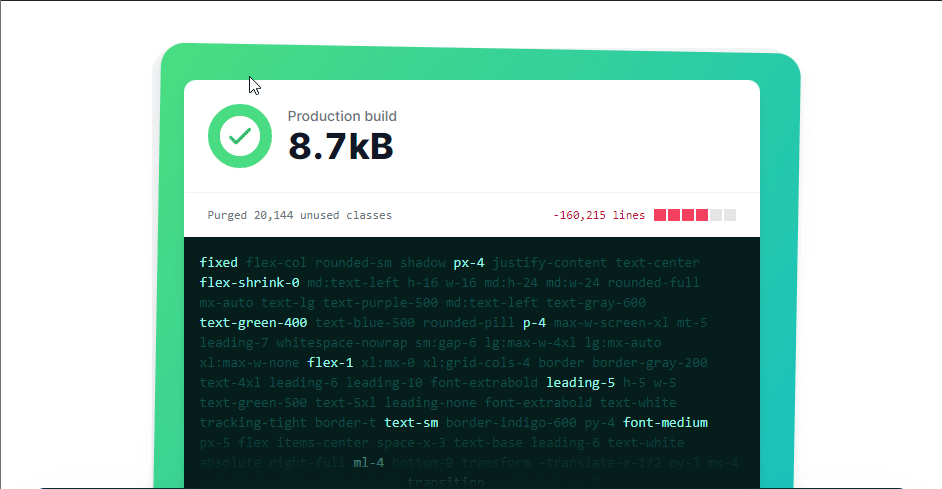 Production build
8.7kB
Purged 20,144 unused classes -160,215 lines
fixed flex-col rounded-sm shadow px-4 justify-content text-center
flex-shrink-0 md:text-left h-16 w-16 md:h-24 md:w-24 rounded-full
mx-auto text-lg text-purple-500 md:text-left text-gray-600
text-green-400 text-blue-500 rounded-pill p-4 max-w-screen-xl mt-5
leading-7 whitespace-nowrap sm:gap-6 lg:max-w-4xl lg:mx-auto
xl:max-w-none flex-1 xl:mx-0 xl:grid-cols-4 border border-gray-200
text-4xl leading-6 leading-10 font-extrabold leading-5 h-5 w-5
text-green-500 text-5xl leading-none font-extrabold text-white
tracking-tight border-t text-sm border-indigo-600 py-4 font-medium
px-5 flex items-center space-x-3 text-base leading-6 text-white
absolute right-full ml-4 bottom-0 transform -translate-x-1/2 py-3 mx-4
transition